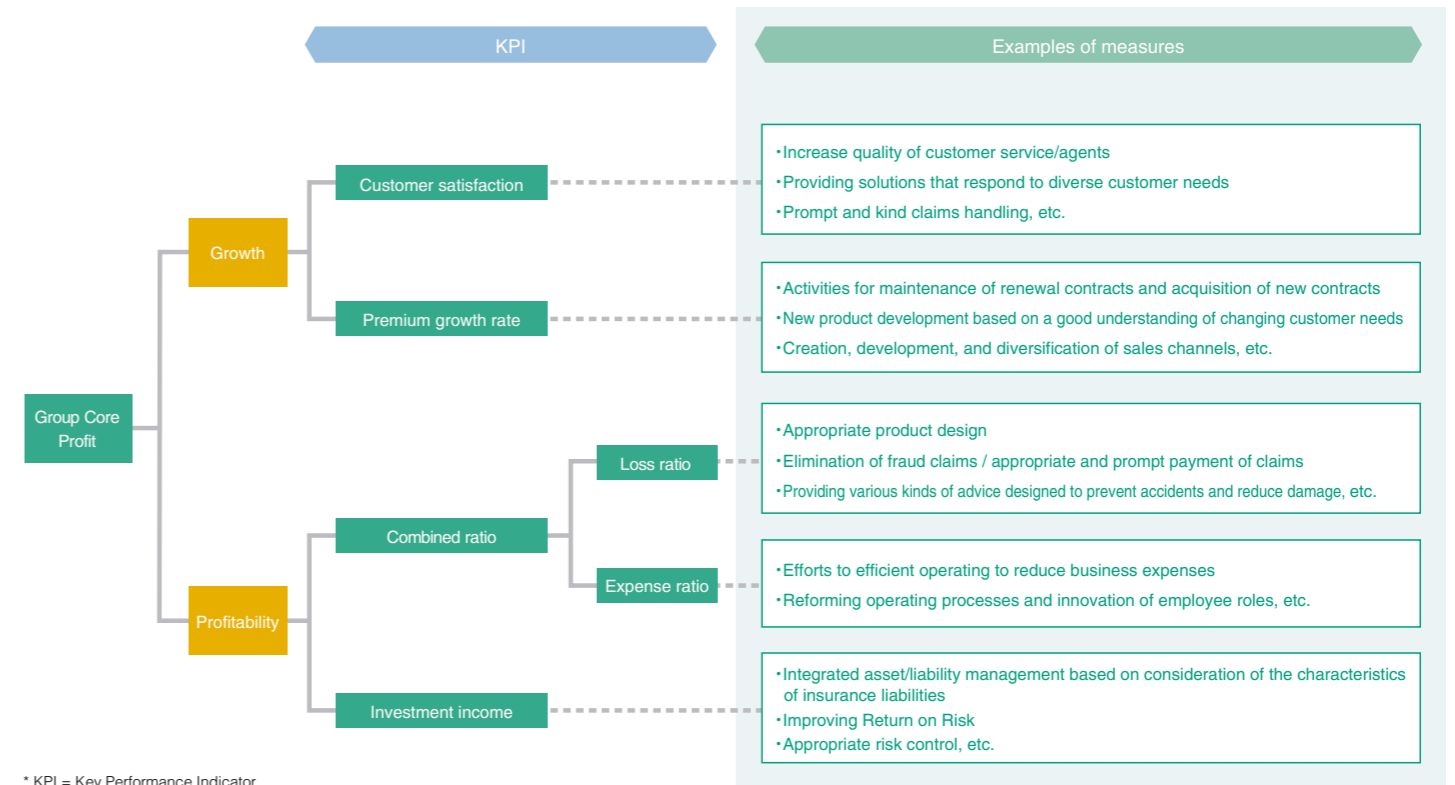 KPI
Examples of measures
Customer satisfaction
・Increase quality of customer service/agents
・Providing solutions that respond to diverse customer needs
・Prompt and kind claims handling, etc.
Growth
Premium growth rate
・Activities for maintenance of renewal contracts and acquisition of new contracts
・New product development based on a good understanding of changing customer needs
・Creation, development, and diversification of sales channels, etc.
Group Core
Profit
Loss ratio
・Appropriate product design
・Elimination of fraud claims / appropriate and prompt payment of claims
・Providing various kinds of advice designed to prevent accidents and reduce damage, etc.
Combined ratio
Expense ratio
・Efforts to efficient operating to reduce business expenses
・Reforming operating processes and innovation of employee roles, etc.
Profitability
Investment income
・Integrated asset/liability management based on consideration of the characteristics
of insurance liabilities
・Improving Return on Risk
・Appropriate risk control, etc.
* KPI = Key Performance Indicator